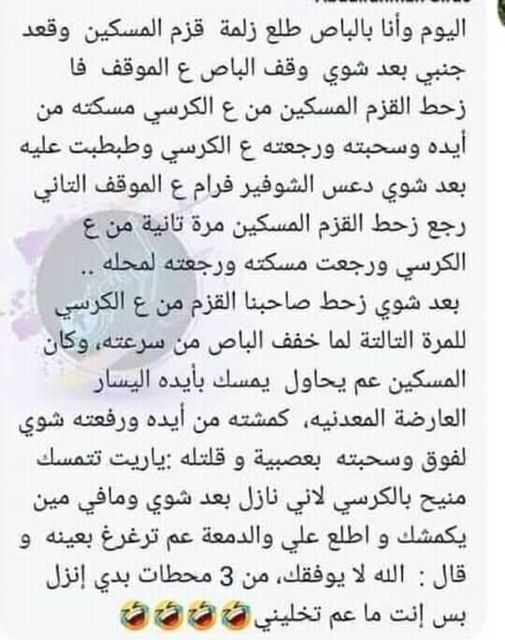 اليوم وأنا بالباص طلع زلمة قزم المسكين وقعد
جنبي بعد شوي وقف الباص ع الموقف فا
زحط القزم المسكين من ع الكرسي مسكته من
أيده وسحبته ورجعته ع الكرسي وطبطبت عليه
بعد شوي دعس الشوفير فرام ع الموقف التاني
رجع زحط القزم المسكين مرة تانية من ع
الكرسي ورجعت مسكته ورجعته لمحله ..
بعد شوي زحط صاحبنا القزم من ع الكرسي
للمرة التالتة لما خفف الباص من سرعته، وكان
المسكين عم يحاول يمسك بأيده اليسار
العارضة المعدنيه، كمشته من أيده ورفعته شوي
لفوق وسحبته بعصبية و قلتله :ياريت تتمسك
منيح بالكرسي لاني نازل بعد شوي ومافي مين
يكمشك و اطلع علي والدمعة عم ترغرغ بعينه و
قال : الله لا يوفقك، من 3 محطات بدي إنزل
بس إنت ما عم تخليني🤣🤣🤣🤣